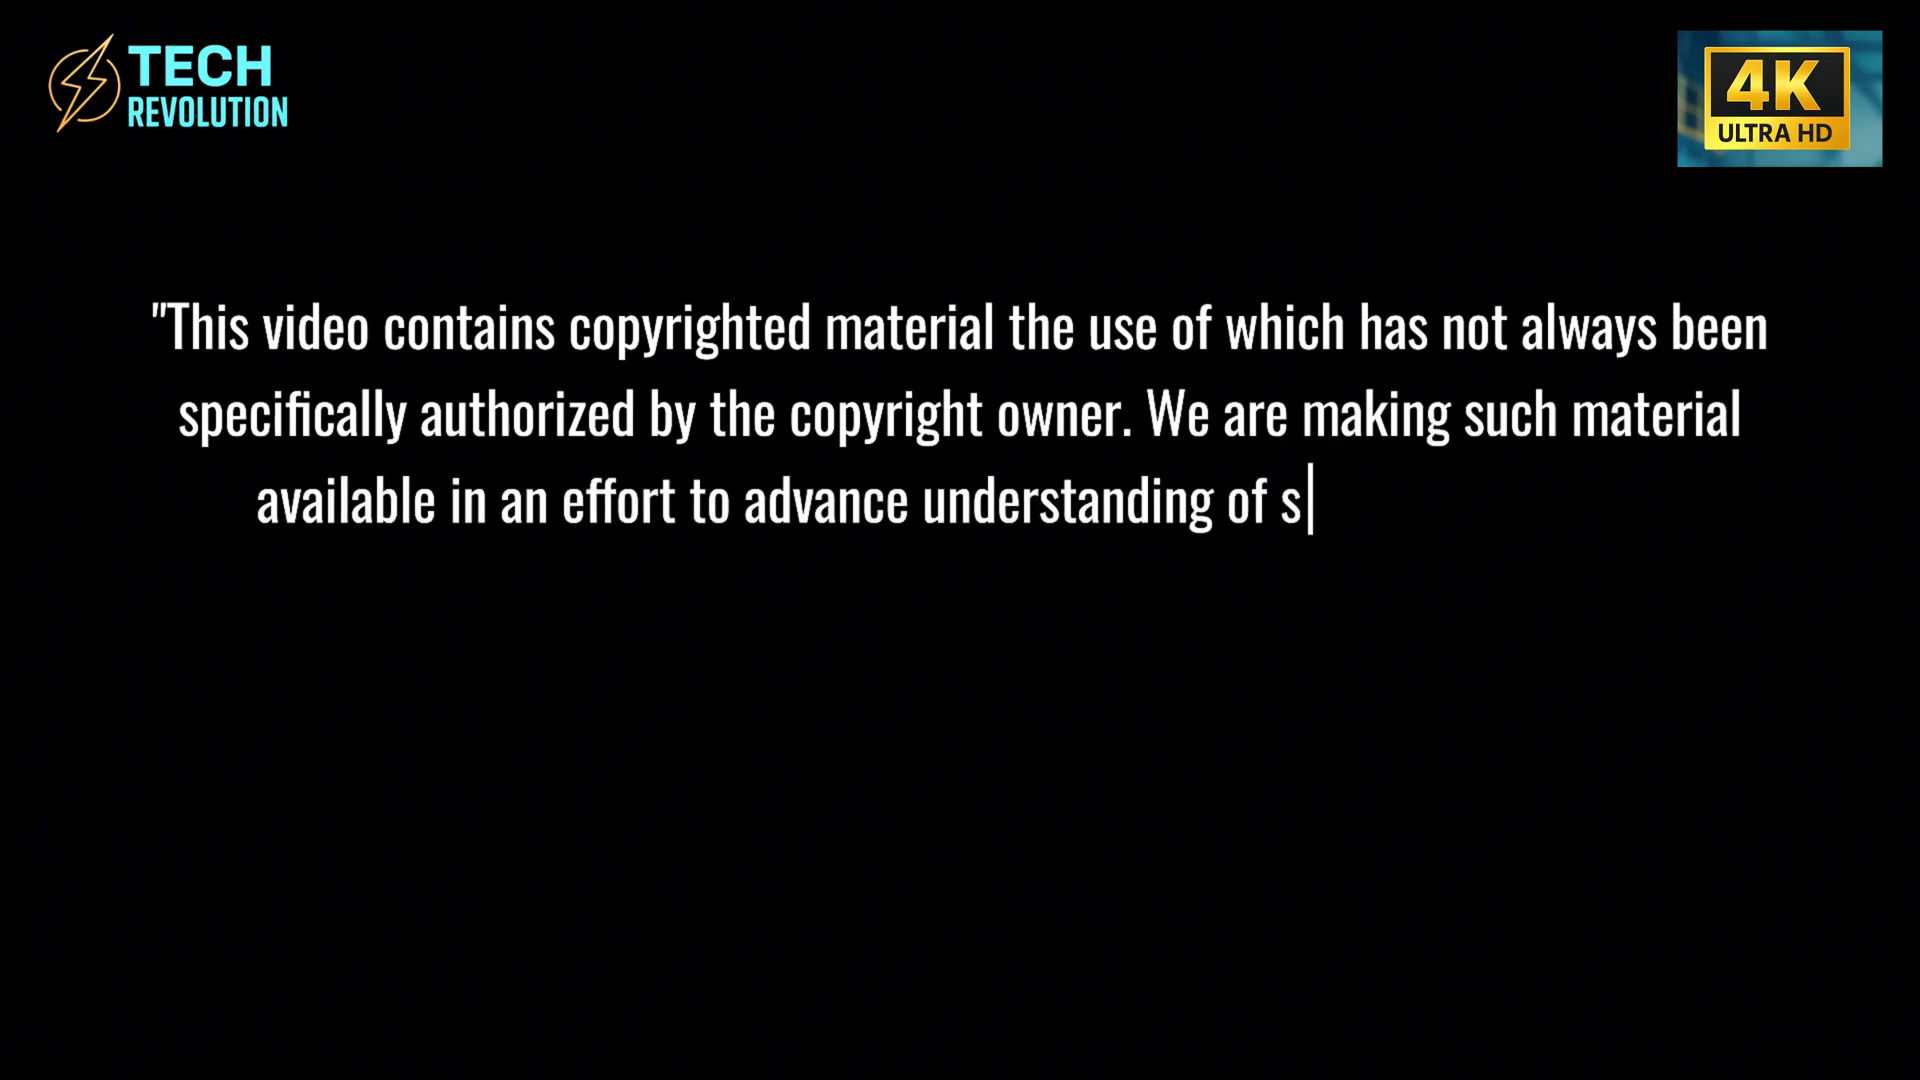 TECH
REVOLUTION
4K
ULTRA HD
"This video contains copyrighted material the use of which has not always been
specifically authorized by the copyright owner. We are making such material
available in an effort to advance understanding of s